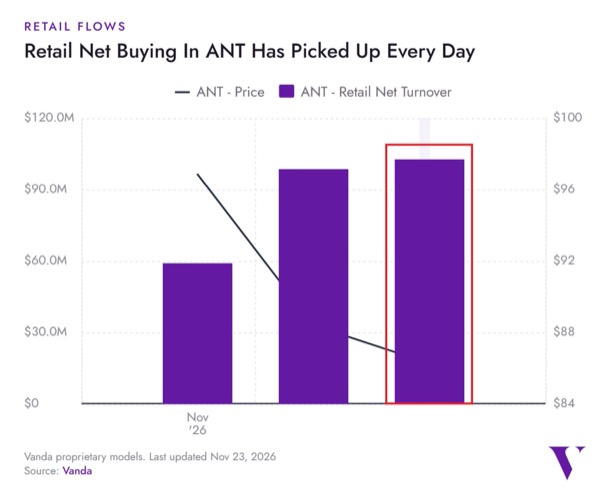 RETAIL FLOWS
Retail Net Buying In ANT Has Picked Up Every Day
ANT - Price ANT - Retail Net Turnover
$120.0M $100
$90.0M $96
$60.0M $92
$30.0M $88
$0 $84
Nov
'26
Vanda proprietary models. Last updated Nov 23, 2026
Source: Vanda